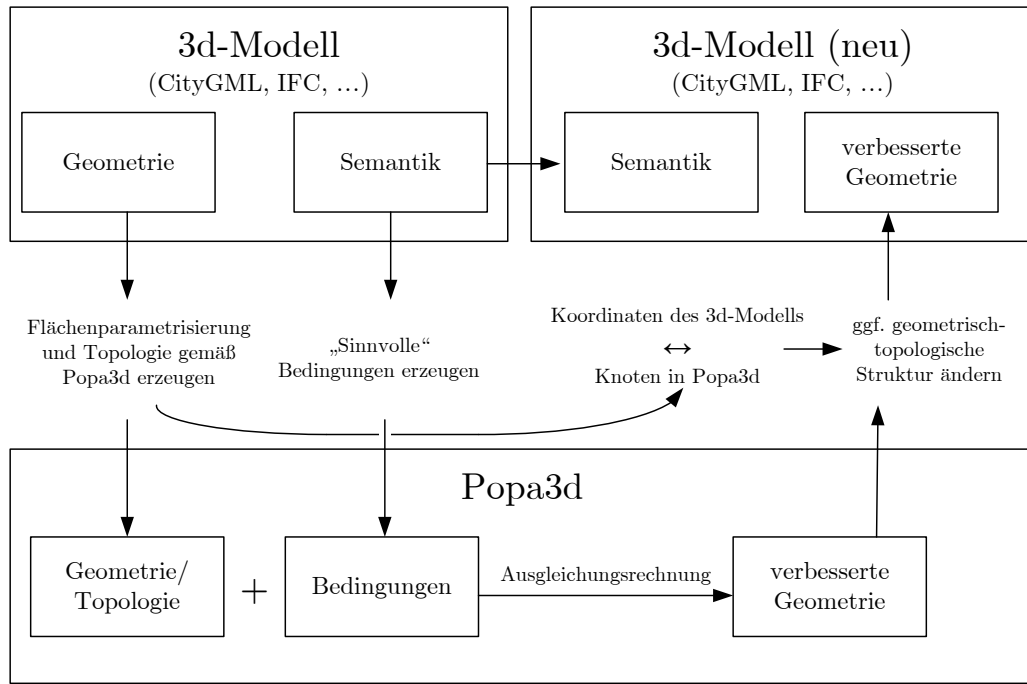 3d-Modell
(CityGML, IFC, ...)
Geometrie
Semantik
3d-Modell (neu)
(CityGML, IFC, ...)
Semantik
verbesserte
Geometrie
Flächenparametrisierung
und Topologie gemäß
Popa3d erzeugen
„Sinnvolle“
Bedingungen erzeugen
Koordinaten des 3d-Modells
↔
Knoten in Popa3d
ggf. geometrisch-
topologische
Struktur ändern
Popa3d
Geometrie/
Topologie
+
Bedingungen
Ausgleichungsrechnung
verbesserte
Geometrie